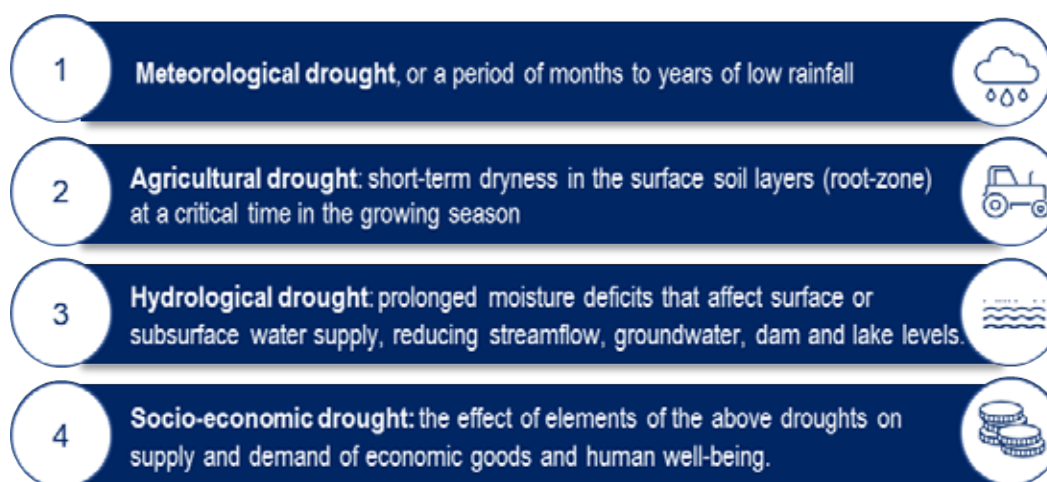 1
Meteorological drought, or a period of months to years of low rainfall
2
Agricultural drought: short-term dryness in the surface soil layers (root-zone)
at a critical time in the growing season
3
Hydrological drought: prolonged moisture deficits that affect surface or
subsurface water supply, reducing streamflow, groundwater, dam and lake levels.
4
Socio-economic drought: the effect of elements of the above droughts on
supply and demand of economic goods and human well-being.